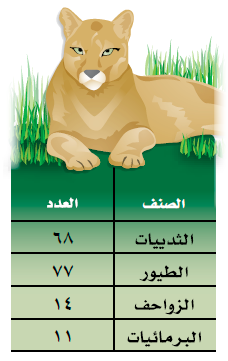 الصنف العدد
الثدييات ٦٨
الطيور ٧٧
الزواحف ١٤
البرمائيات ١١